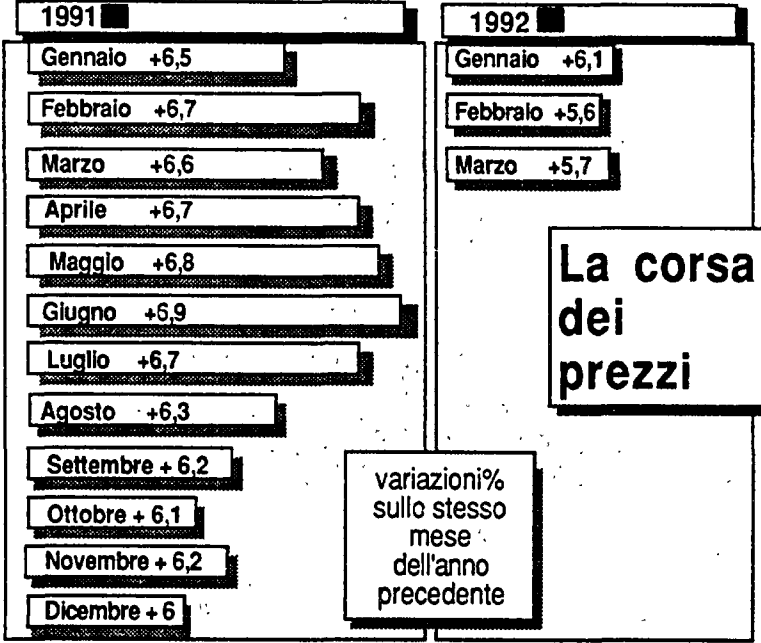 1991
Gennaio +6,5
Febbraio +6,7
Marzo +6,6
Aprile +6,7
Maggio +6,8
Giugno +6,9
Luglio +6,7
Agosto +6,3
Settembre + 6,2
Ottobre + 6,1
Novembre + 6,2
Dicembre + 6
1992
Gennaio +6,1
Febbraio +5,6
Marzo +5,7
La corsa
dei
prezzi
variazioni%
sullo stesso
mese
dell'anno
precedente